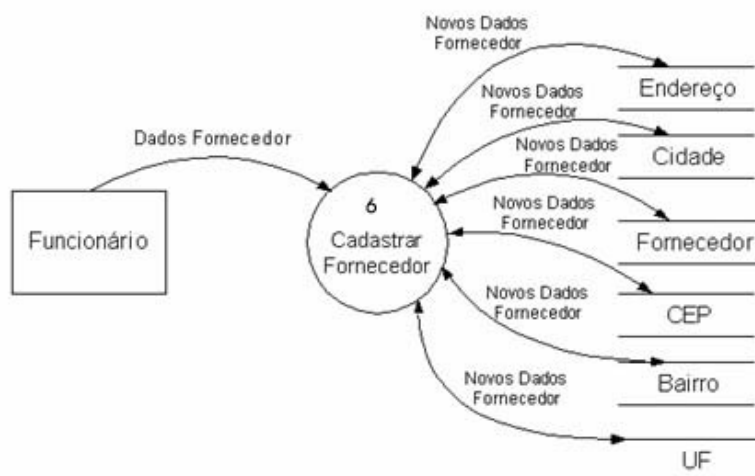 Novos Dados
Fornecedor
Endereço
Novos Dados
Fornecedor
Dados Fornecedor
Cidade
Novos Dados
Fornecedor
6
Funcionário
Cadastrar
Fornecedor
Novos Dados
Fornecedor
Fornecedor
CEP
Novos Dados
Fornecedor
Bairro
Novos Dados
Fornecedor
UF